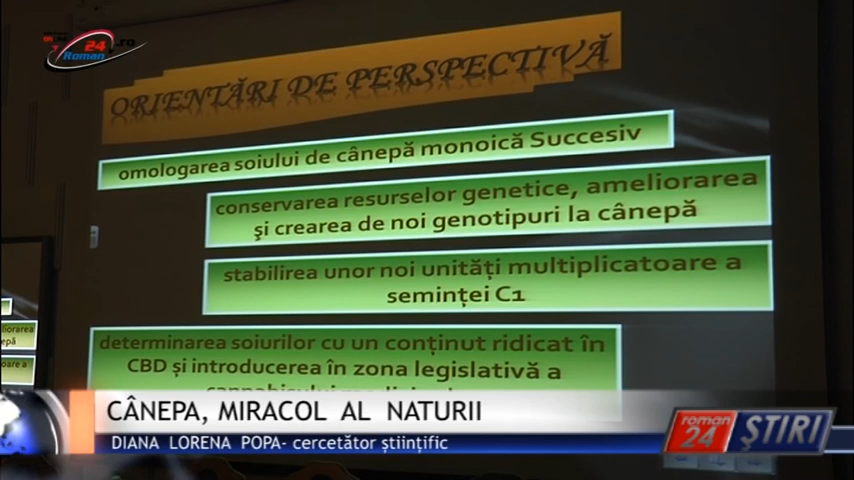 24.ro
Roman
ORIENTĂRI DE PERSPECTIVĂ
omologarea soiului de cânepă monoică Succesiv
conservarea resurselor genetice, ameliorarea
și crearea de noi genotipuri la cânepă
stabilirea unor noi unități multiplicatoare a
seminței C1
determinarea soiurilor cu un conținut ridicat în
CBD și introducerea în zona legislativă a
CÂNEPA, MIRACOL AL NATURII
DIANA LORENA POPA- cercetător științific
roman
24
ȘTIRI